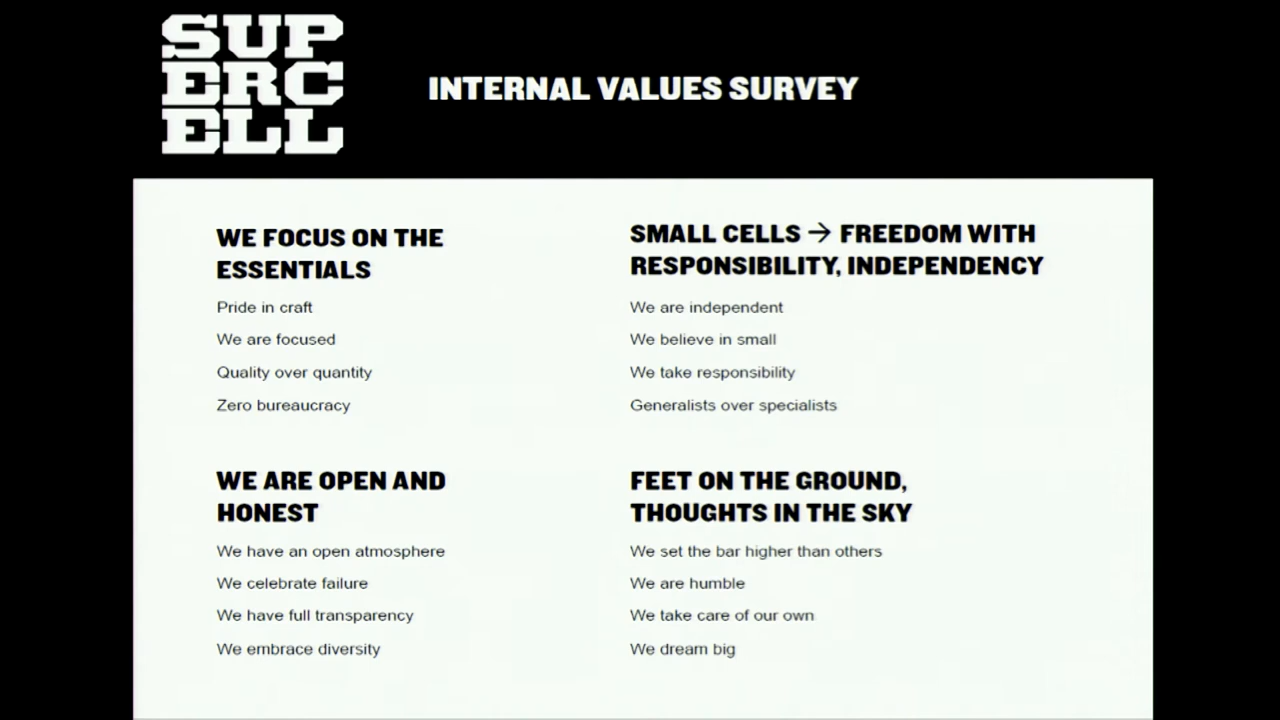 SUP
ERC
ELL
INTERNAL VALUES SURVEY
WE FOCUS ON THE
ESSENTIALS
Pride in craft
We are focused
Quality over quantity
Zero bureaucracy
SMALL CELLS → FREEDOM WITH
RESPONSIBILITY, INDEPENDENCY
We are independent
We believe in small
We take responsibility
Generalists over specialists
WE ARE OPEN AND
HONEST
We have an open atmosphere
We celebrate failure
We have full transparency
We embrace diversity
FEET ON THE GROUND,
THOUGHTS IN THE SKY
We set the bar higher than others
We are humble
We take care of our own
We dream big